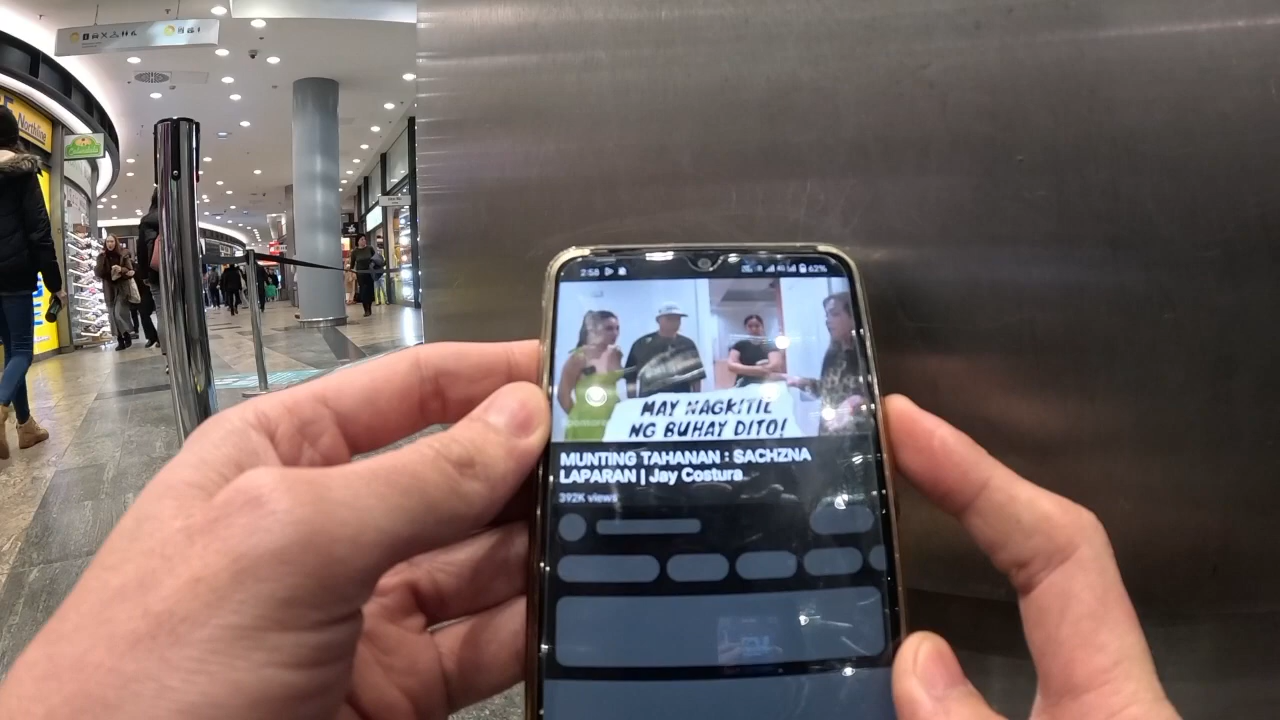 Northline
2:58
62%
MAY NAGKITIL
NG BUHAY DITO!
MUNTING TAHANAN : SACHZNA
LAPARAN | Jay Costura
392K views